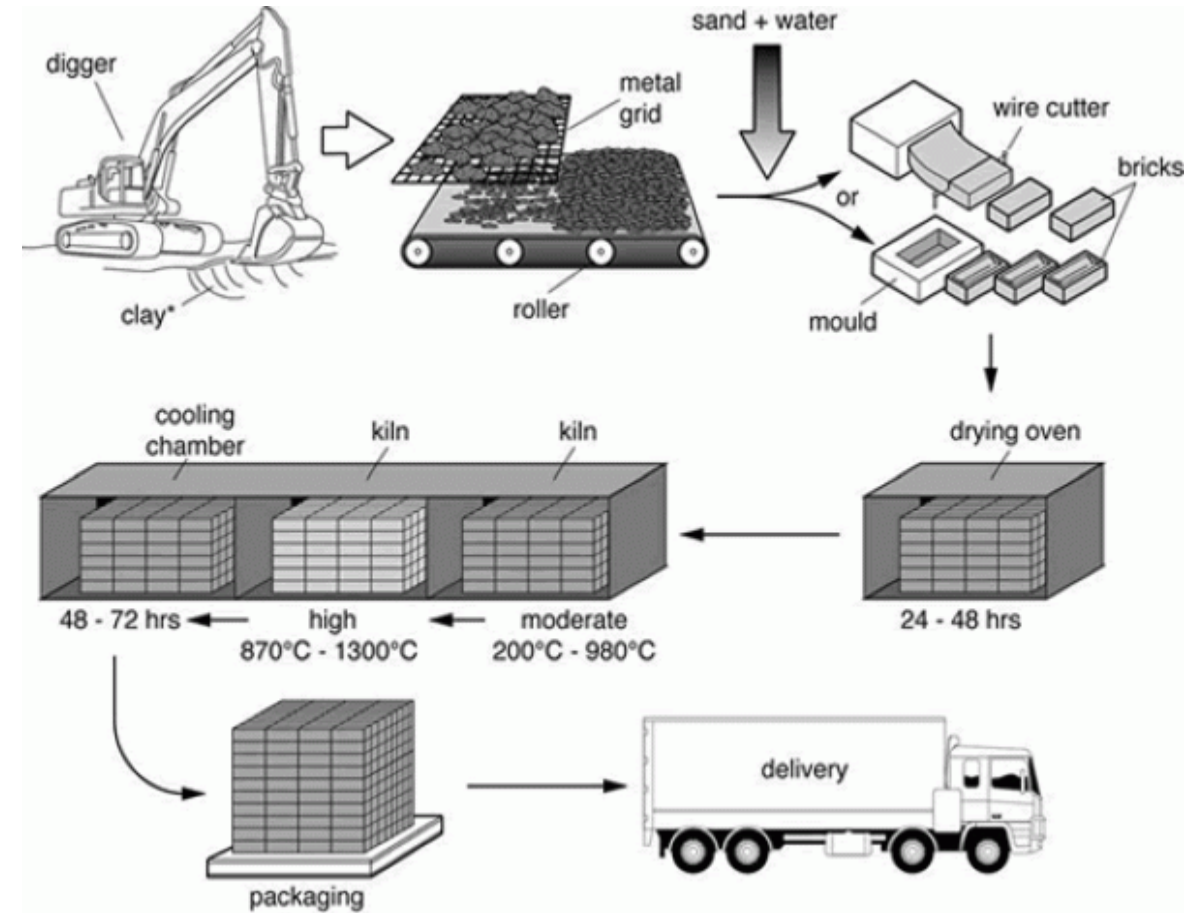 sand + water
digger
metal
grid
wire cutter
bricks
or
clay*
roller
mould
cooling
chamber
kiln
kiln
drying oven
48 - 72 hrs
high
870°C - 1300°C
moderate
200°C - 980°C
24 - 48 hrs
packaging
delivery